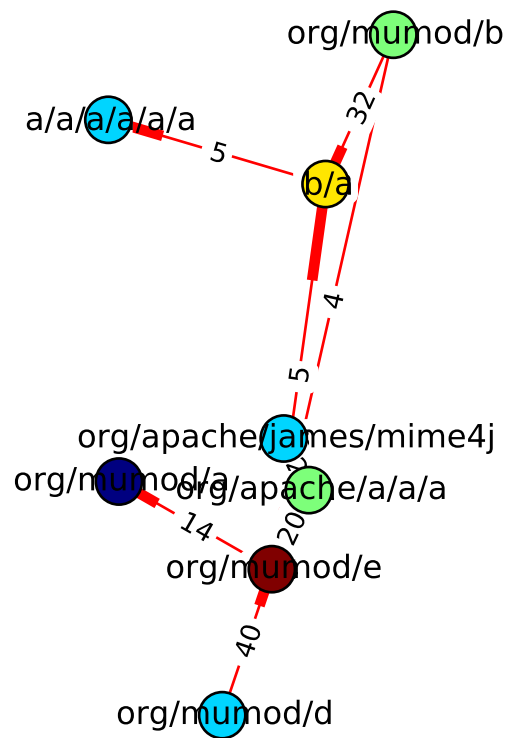 org/mumod/b
32
a/a/a/a/a/a
5
b/a
4
5
org/apache/james/mime4j
org/mumod/a
org/apache/a/a/a
14
20
org/mumod/e
40
org/mumod/d